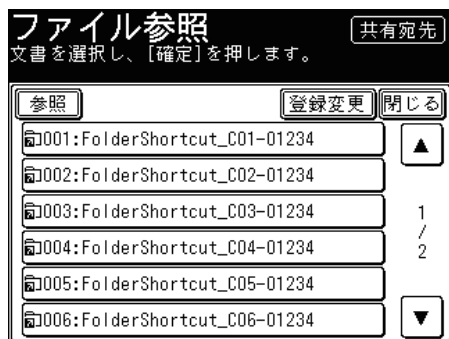 ファイル参照
共有宛先
文書を選択し、[確定]を押します。
参照 登録変更 閉じる
001:FolderShortcut_C01-01234
002:FolderShortcut_C02-01234
003:FolderShortcut_C03-01234
004:FolderShortcut_C04-01234
005:FolderShortcut_C05-01234
006:FolderShortcut_C06-01234
▲
1
/
2
▼